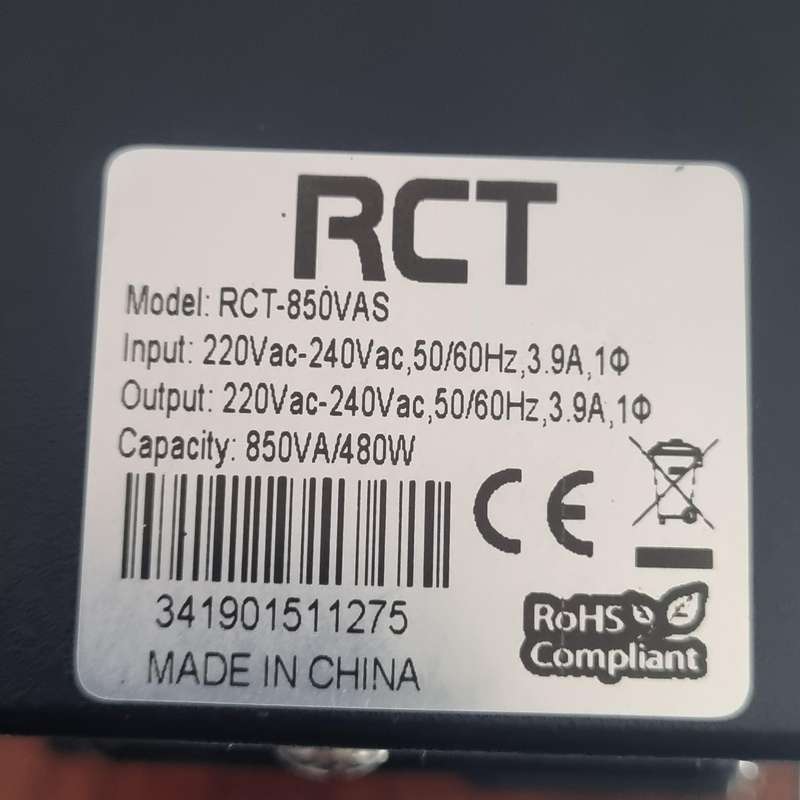 RCT
Model: RCT-850VAS
Input: 220Vac-240Vac,50/60Hz,3.9A,1Φ
Output: 220Vac-240Vac,50/60Hz,3.9A,1Φ
Capacity: 850VA/480W
CE
341901511275
RoHS
Compliant
MADE IN CHINA